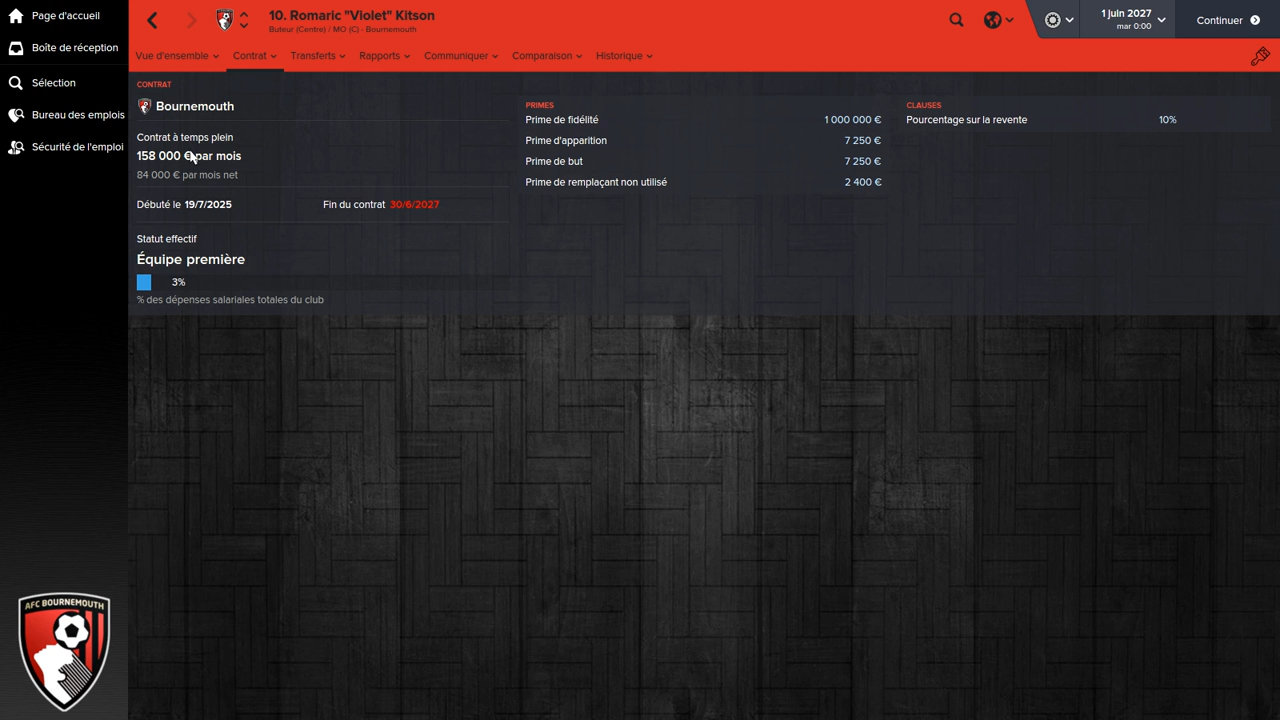 Page d'accueil
Boîte de réception
Sélection
Bureau des emplois
Sécurité de l'emploi
10. Romaric "Violet" Kitson
Buteur (Centre) / MO (C) - Bournemouth
1 juin 2027
mar 0:00
Continuer
Vue d'ensemble
Contrat
Transferts
Rapports
Communiquer
Comparaison
Historique
CONTRAT
Bournemouth
Contrat à temps plein
158 000 € par mois
84 000 € par mois net
Débuté le 19/7/2025
Fin du contrat 30/6/2027
Statut effectif
Équipe première
3%
% des dépenses salariales totales du club
PRIMES
Prime de fidélité 1 000 000 €
Prime d'apparition 7 250 €
Prime de but 7 250 €
Prime de remplaçant non utilisé 2 400 €
CLAUSES
Pourcentage sur la revente 10%
AFC BOURNEMOUTH